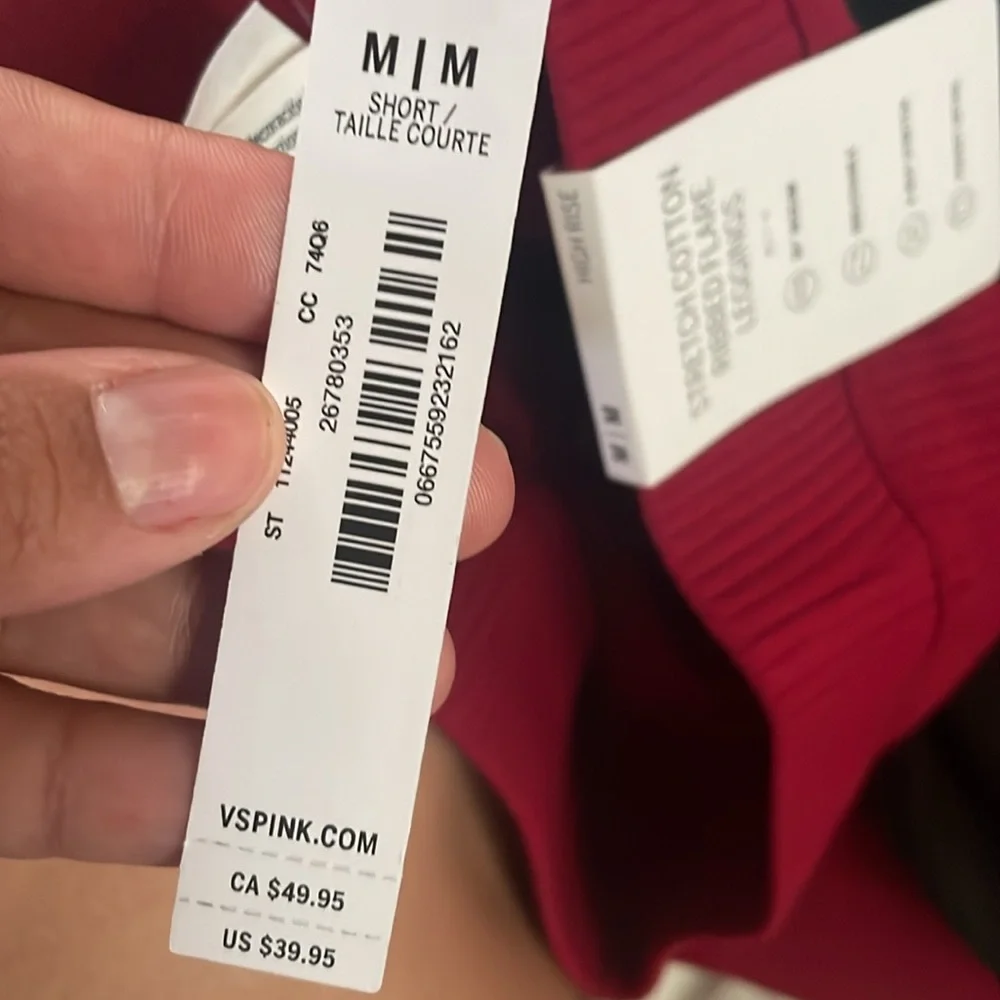 M | M
SHORT /
TAILLE COURTE
CC 74Q6
ST 11244005
26780353
0667559232162
VSPINK.COM
CA $49.95
US $39.95
HIGH RISE
M / M
STRETCH COTTON
RIBBED FLARE
LEGGINGS